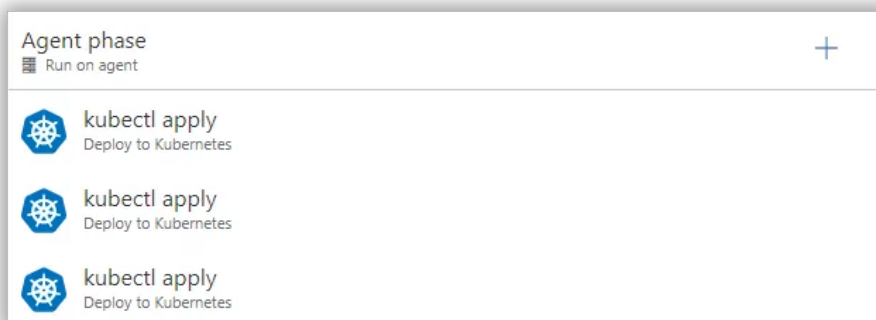 Agent phase
Run on agent
kubectl apply
Deploy to Kubernetes
kubectl apply
Deploy to Kubernetes
kubectl apply
Deploy to Kubernetes